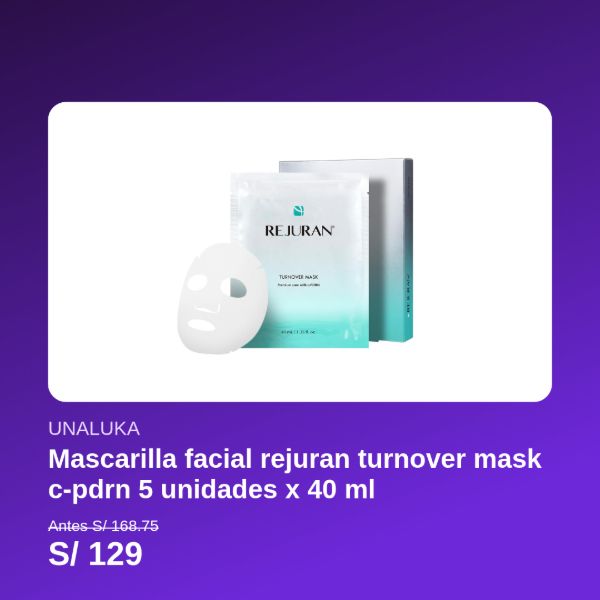 REJURAN®
TURNOVER MASK
UNALUKA
Mascarilla facial rejuran turnover mask
c-pdrn 5 unidades x 40 ml
Antes S/ 168.75
S/ 129